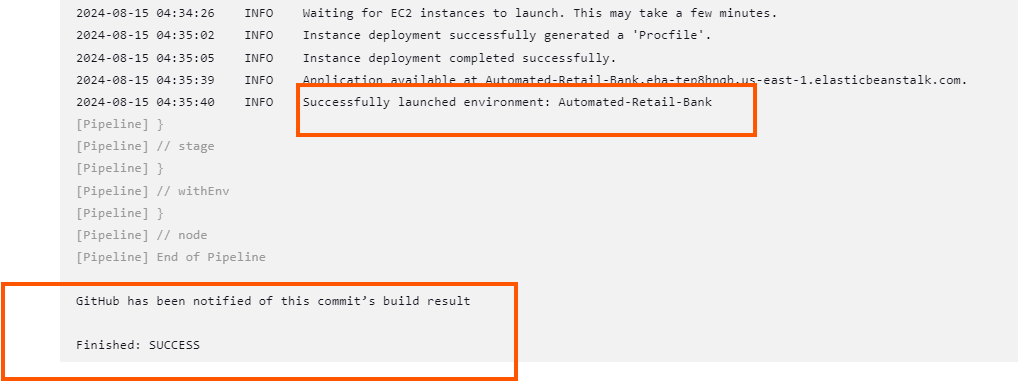 2024-08-15 04:34:26 INFO Waiting for EC2 instances to launch. This may take a few minutes.
2024-08-15 04:35:02 INFO Instance deployment successfully generated a 'Procfile'.
2024-08-15 04:35:05 INFO Instance deployment completed successfully.
2024-08-15 04:35:39 INFO Application available at Automated-Retail-Bank.eba-tep8hngh.us-east-1.elasticbeanstalk.com.
2024-08-15 04:35:40 INFO Successfully launched environment: Automated-Retail-Bank
[Pipeline] }
[Pipeline] // stage
[Pipeline] }
[Pipeline] // withEnv
[Pipeline] }
[Pipeline] // node
[Pipeline] End of Pipeline
GitHub has been notified of this commit’s build result
Finished: SUCCESS